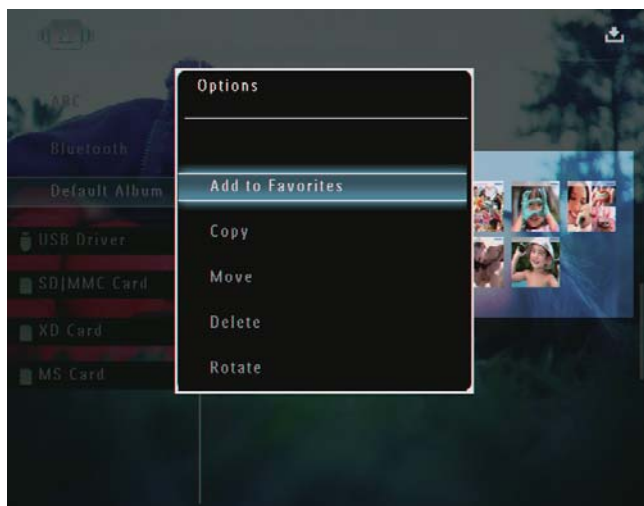 Options
Add to Favorites
Copy
Move
Delete
Rotate
ABC
Bluetooth
Default Album
USB Driver
SD|MMC Card
XD Card
MS Card